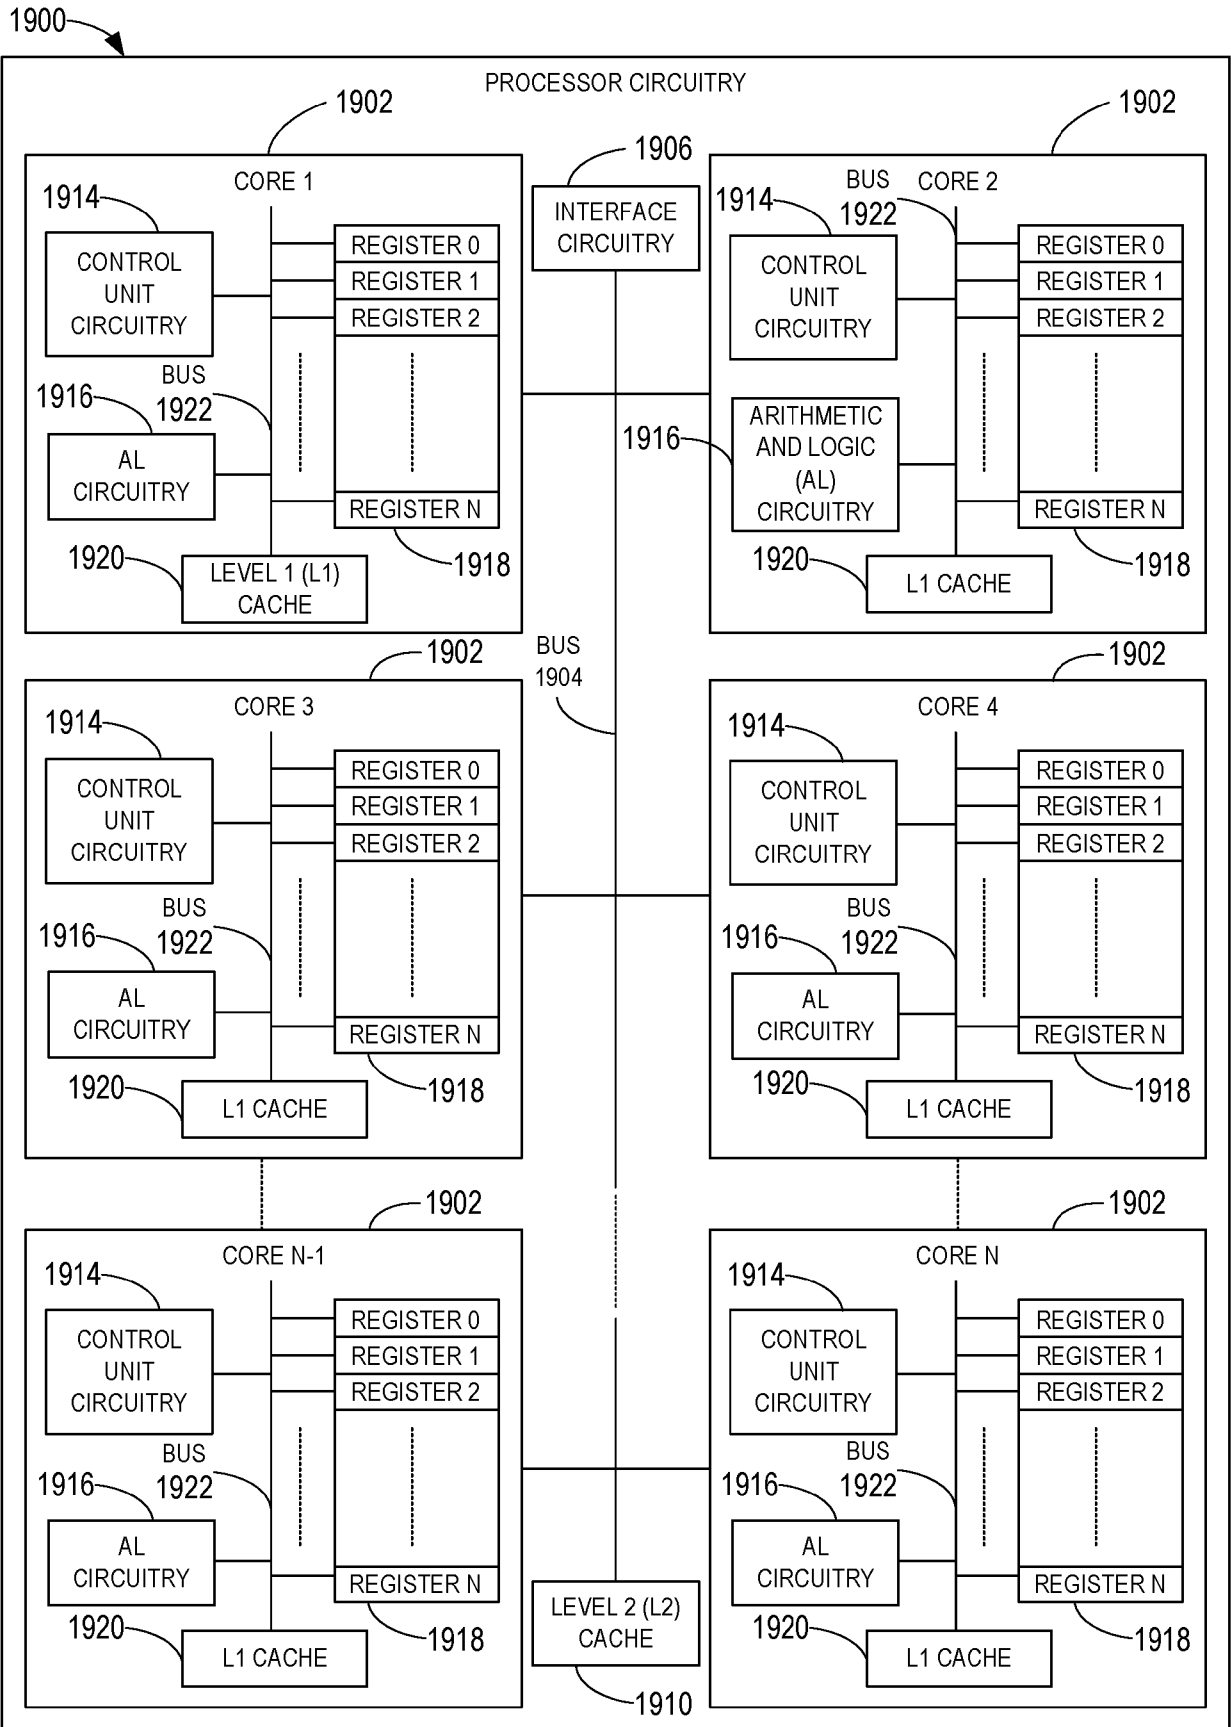 1900
PROCESSOR CIRCUITRY
1902
CORE 1
1914
CONTROL
UNIT
CIRCUITRY
REGISTER 0
REGISTER 1
REGISTER 2
BUS
1922
1916
AL
CIRCUITRY
REGISTER N
1918
1920
LEVEL 1 (L1)
CACHE
1906
INTERFACE
CIRCUITRY
1902
BUS
1922
CORE 2
1914
CONTROL
UNIT
CIRCUITRY
REGISTER 0
REGISTER 1
REGISTER 2
1916
ARITHMETIC
AND LOGIC
(AL)
CIRCUITRY
REGISTER N
1918
1920
L1 CACHE
BUS
1904
1902
CORE 3
1914
CONTROL
UNIT
CIRCUITRY
REGISTER 0
REGISTER 1
REGISTER 2
BUS
1922
1916
AL
CIRCUITRY
REGISTER N
1918
1920
L1 CACHE
1902
CORE 4
1914
CONTROL
UNIT
CIRCUITRY
REGISTER 0
REGISTER 1
REGISTER 2
BUS
1922
1916
AL
CIRCUITRY
REGISTER N
1918
1920
L1 CACHE
1902
CORE N-1
1914
CONTROL
UNIT
CIRCUITRY
REGISTER 0
REGISTER 1
REGISTER 2
BUS
1922
1916
AL
CIRCUITRY
REGISTER N
1918
1920
L1 CACHE
LEVEL 2 (L2)
CACHE
1910
1902
CORE N
1914
CONTROL
UNIT
CIRCUITRY
REGISTER 0
REGISTER 1
REGISTER 2
BUS
1922
1916
AL
CIRCUITRY
REGISTER N
1918
1920
L1 CACHE